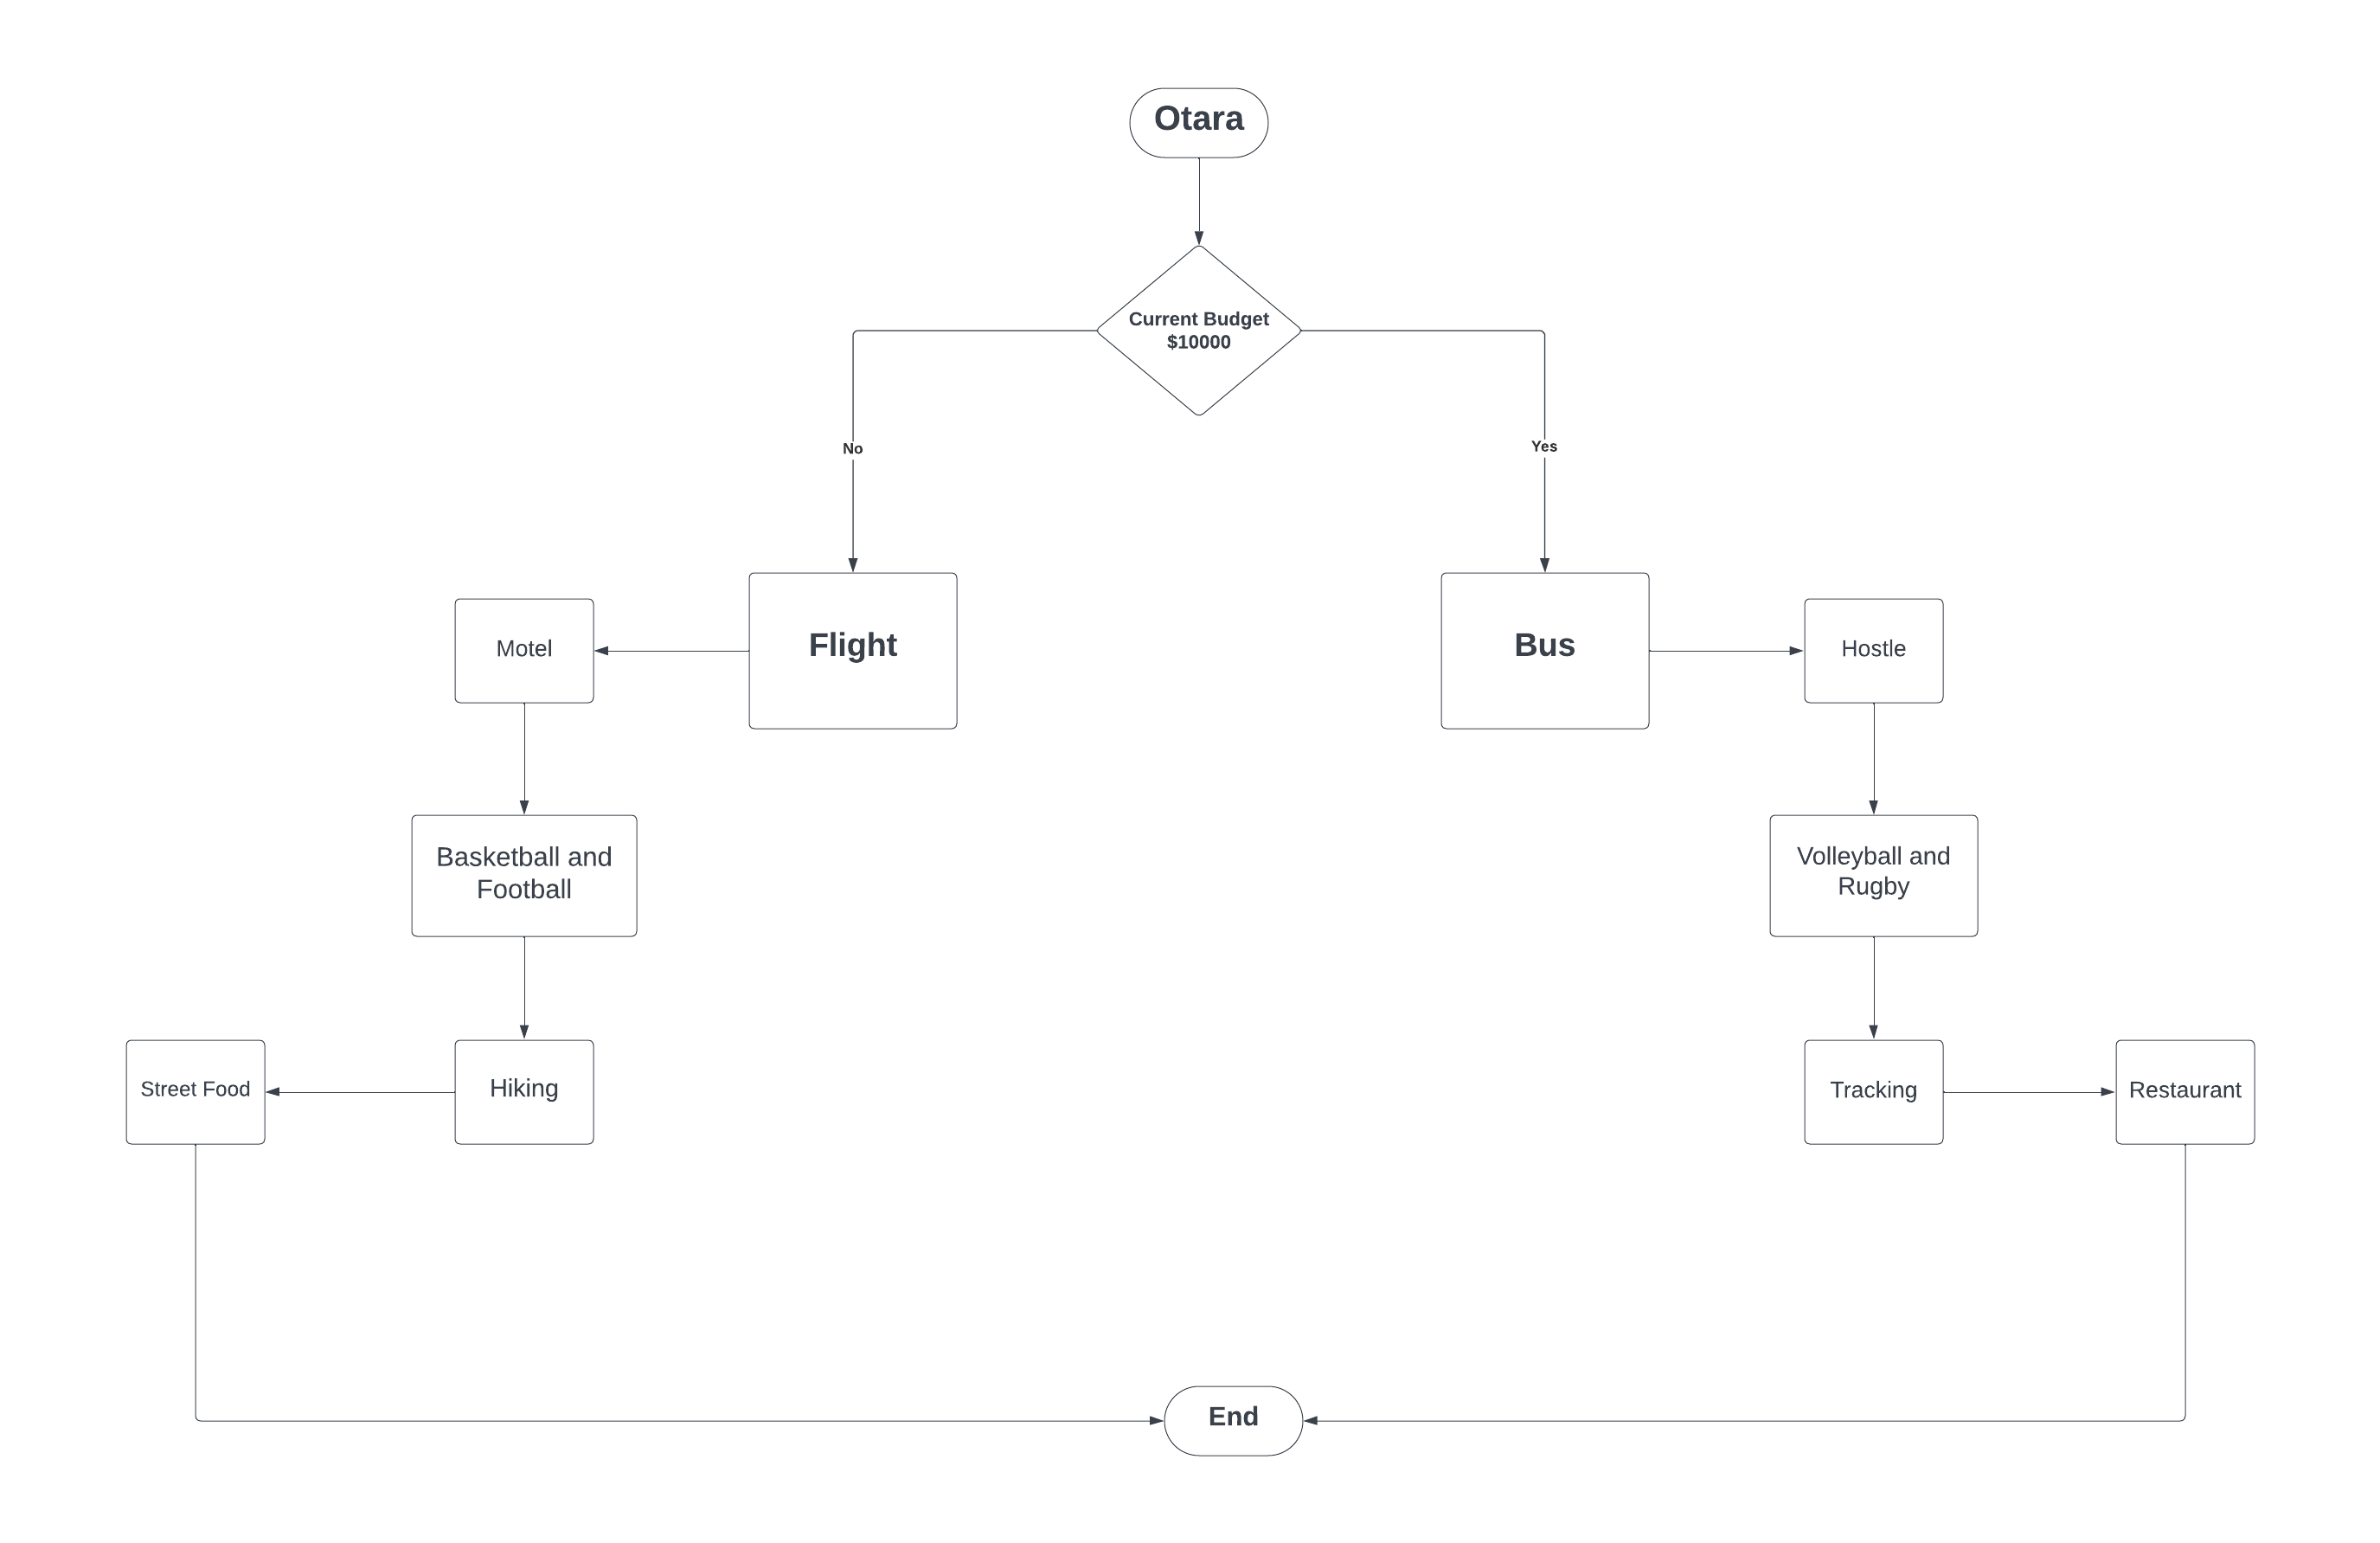 Otara
Current Budget
$10000
No
Yes
Motel
Flight
Bus
Hostle
Basketball and
Football
Volleyball and
Rugby
Street Food
Hiking
Tracking
Restaurant
End